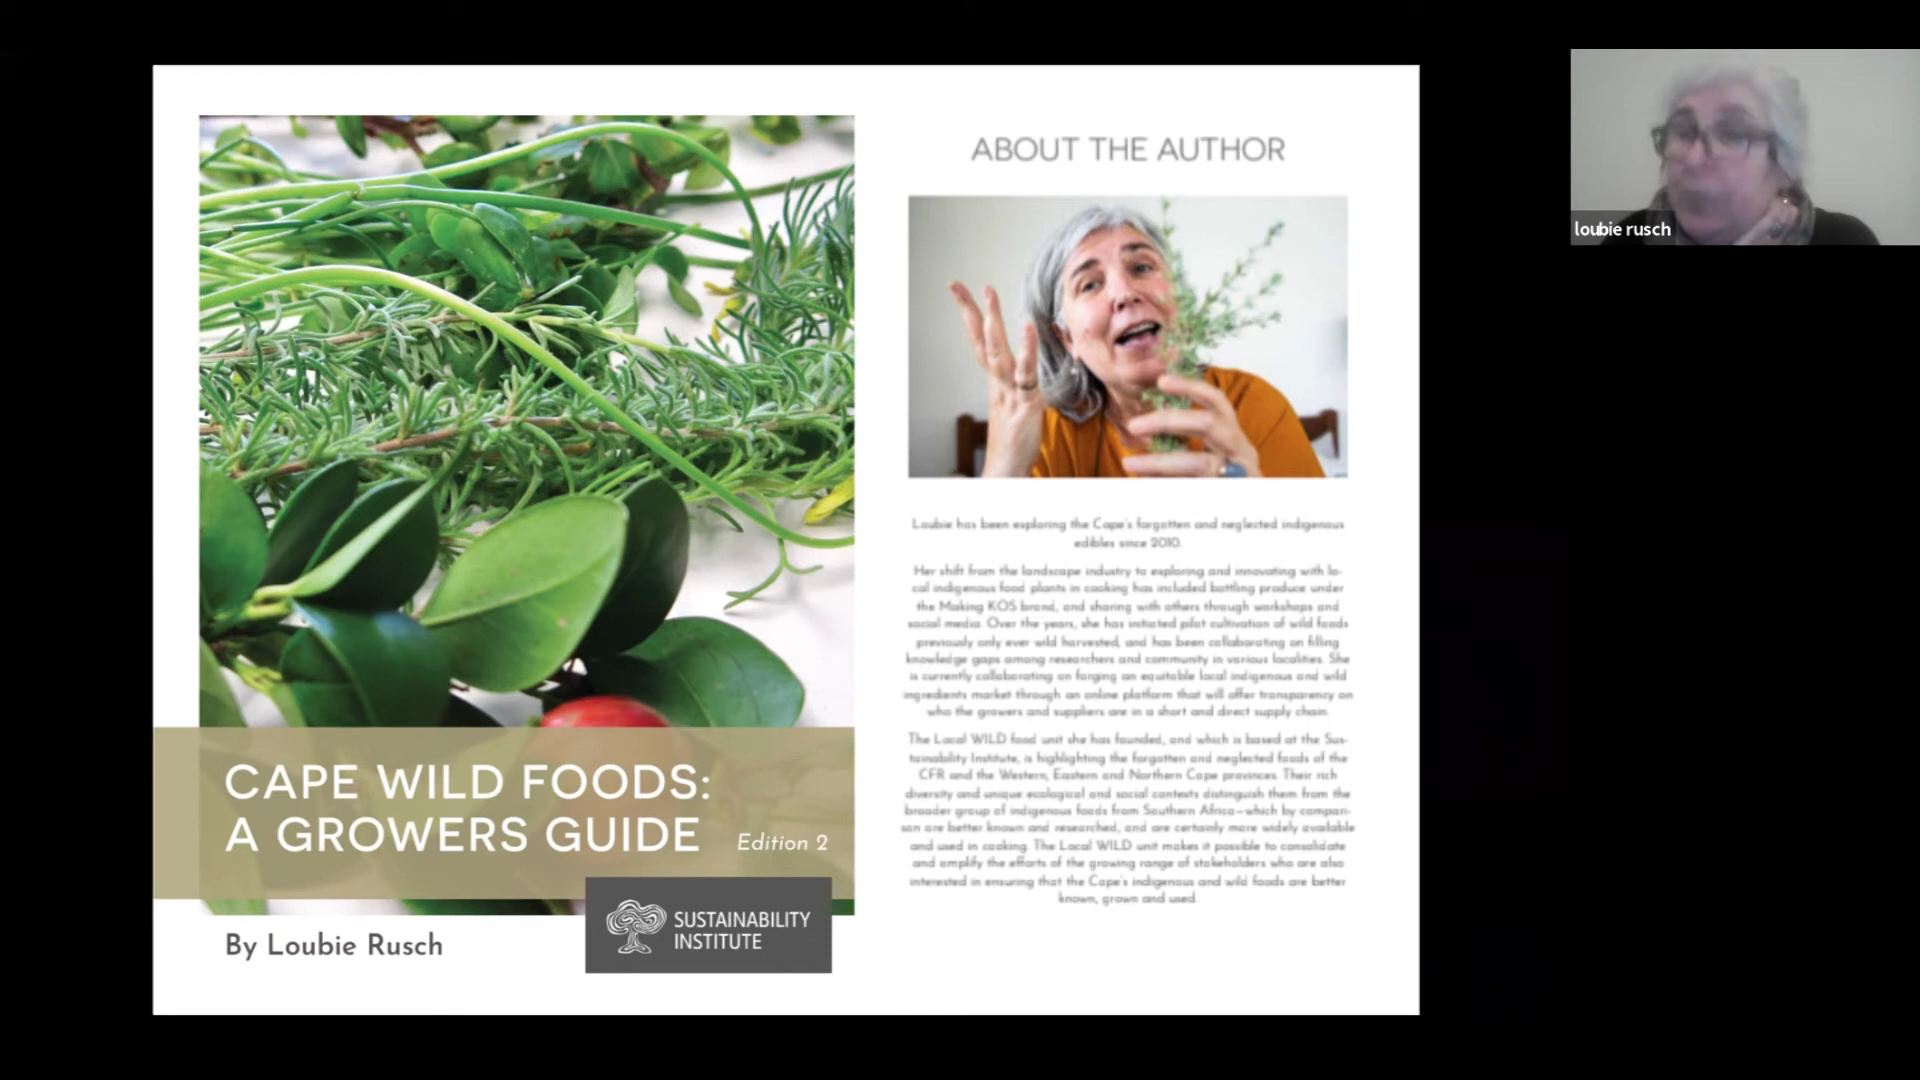 CAPE WILD FOODS:
A GROWERS GUIDE Edition 2
SUSTAINABILITY
INSTITUTE
By Loubie Rusch
ABOUT THE AUTHOR
Loubie has been exploring the Cape's forgotten and neglected indigenous
edibles since 2010.
Her shift from the landscape industry to exploring and innovating with lo-
cal indigenous food plants in cooking has included bottling produce under
the Making KOS brand, and sharing with others through workshops and
social media. Over the years, she has initiated pilot cultivation of wild foods
previously only ever wild harvested, and has been collaborating on filling
knowledge gaps among researchers and community in various localities. She
is currently collaborating on forging an equitable local indigenous and wild
ingredients market through an online platform that will offer transparency on
who the growers and suppliers are in a short and direct supply chain.
The Local WILD food unit she has founded, and which is based at the Sus-
tainability Institute, is highlighting the forgotten and neglected foods of the
CFR and the Western, Eastern and Northern Cape provinces. Their rich
diversity and unique ecological and social contexts distinguish them from the
broader group of indigenous foods from Southern Africa—which by compari-
son are better known and researched, and are certainly more widely available
and used in cooking. The Local WILD unit makes it possible to consolidate
and amplify the efforts of the growing range of stakeholders who are also
interested in ensuring that the Cape's indigenous and wild foods are better
known, grown and used.
loubie rusch